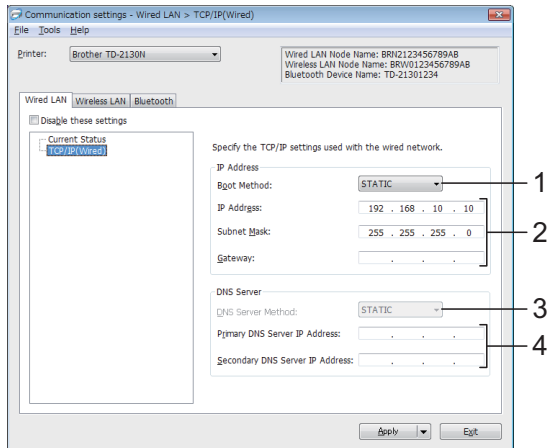 Communication settings - Wired LAN > TCP/IP(Wired)
File Tools Help
Printer: Brother TD-2130N
Wired LAN Node Name: BRN2123456789AB
Wireless LAN Node Name: BRW0123456789AB
Bluetooth Device Name: TD-21301234
Wired LAN Wireless LAN Bluetooth
Disable these settings
Current Status
TCP/IP(Wired)
Specify the TCP/IP settings used with the wired network.
IP Address
Boot Method: STATIC 1
IP Address: 192 . 168 . 10 . 10
Subnet Mask: 255 . 255 . 255 . 0 2
Gateway: . . .
DNS Server
DNS Server Method: STATIC 3
Primary DNS Server IP Address: . . .
4
Secondary DNS Server IP Address: . . .
Apply Exit